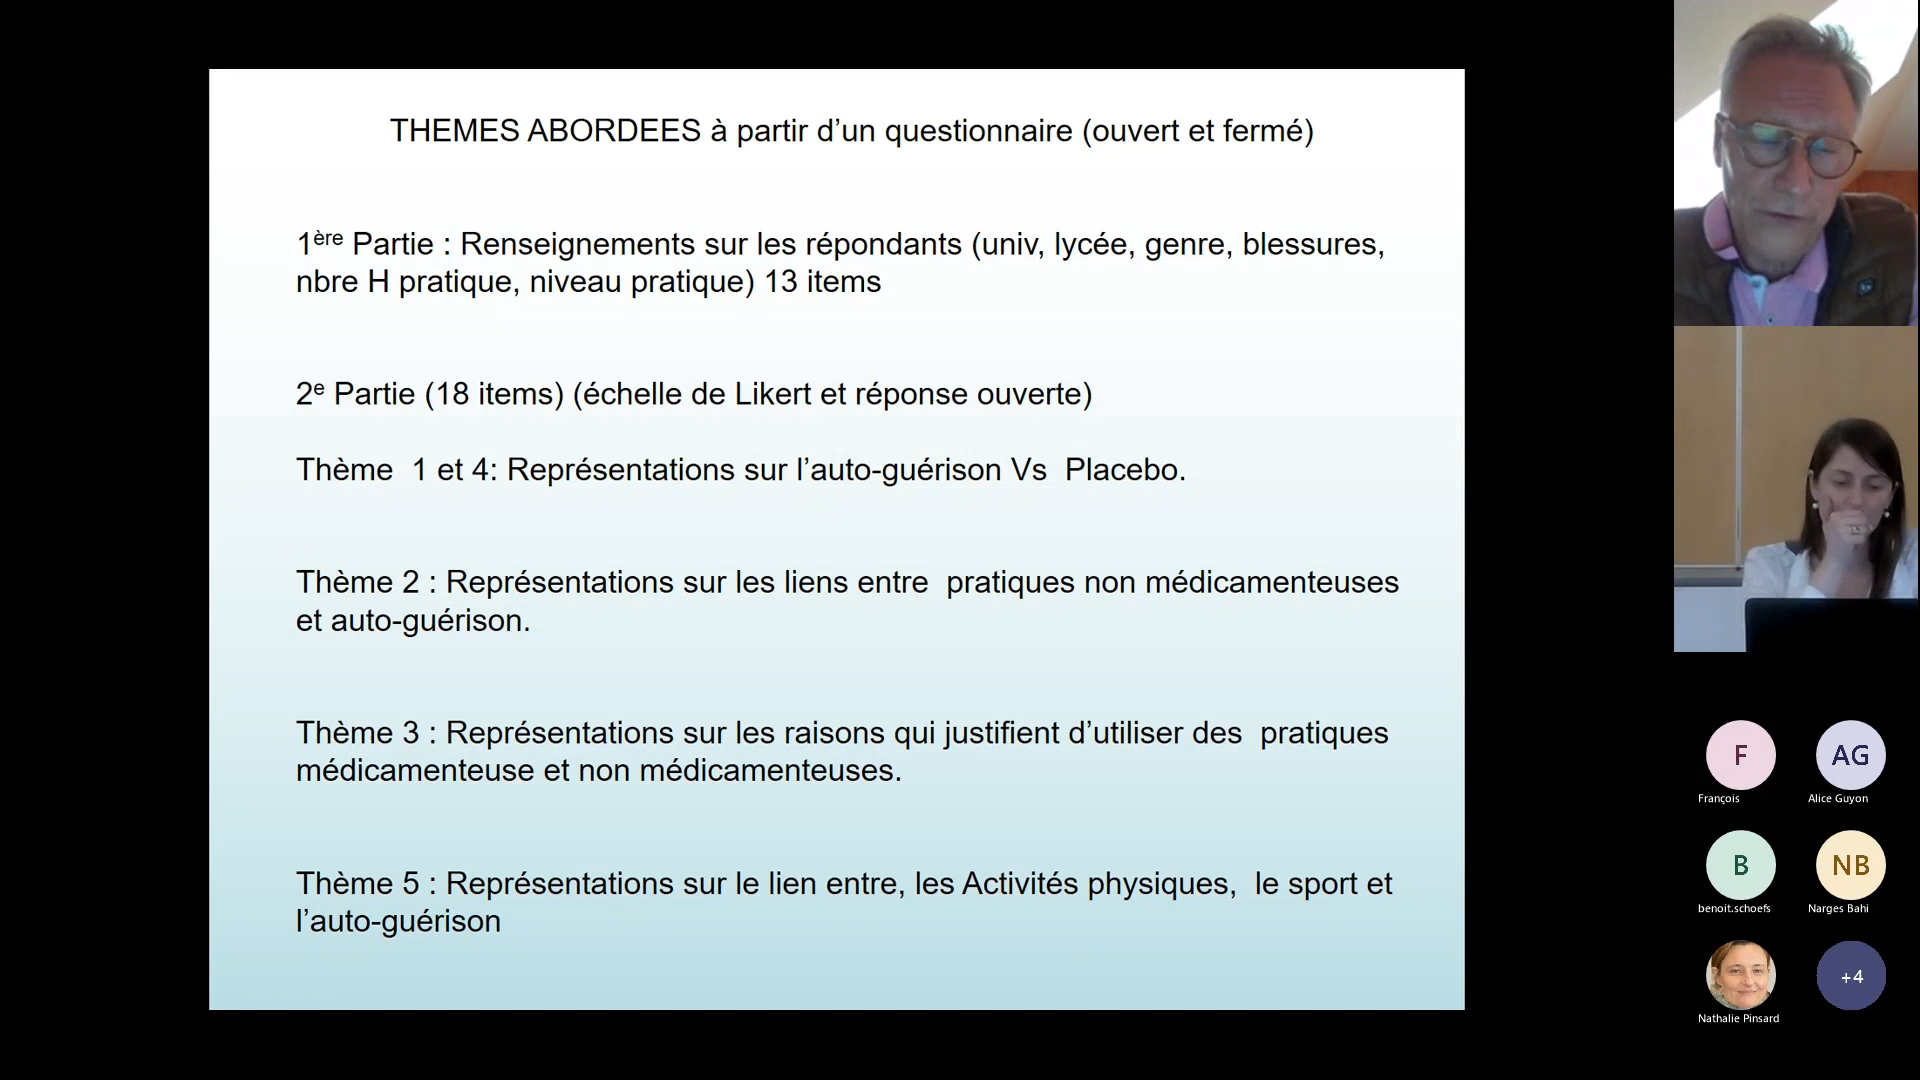 THEMES ABORDEES à partir d’un questionnaire (ouvert et fermé)
1ère Partie : Renseignements sur les répondants (univ, lycée, genre, blessures,
nbre H pratique, niveau pratique) 13 items
2e Partie (18 items) (échelle de Likert et réponse ouverte)
Thème  1 et 4: Représentations sur l’auto-guérison Vs  Placebo.
Thème 2 : Représentations sur les liens entre  pratiques non médicamenteuses
et auto-guérison.
Thème 3 : Représentations sur les raisons qui justifient d’utiliser des  pratiques
médicamenteuse et non médicamenteuses.
Thème 5 : Représentations sur le lien entre, les Activités physiques,  le sport et
l’auto-guérison
F
AG
François
Alice Guyon
B
NB
benoit.schoefs
Narges Bahi
+4
Nathalie Pinsard